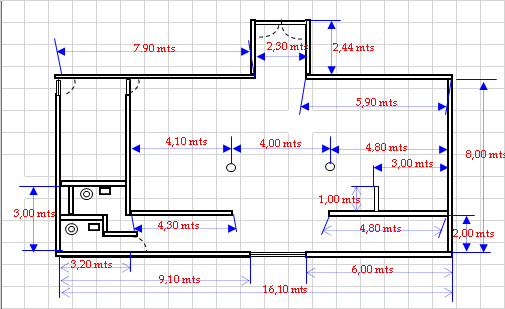 7.90 mts
2,30 mts
2,44 mts
5,90 mts
4,10 mts
4,00 mts
4,80 mts
8,00 mts
3,00 mts
1,00 mts
3,00 mts
4,30 mts
4,80 mts
2,00 mts
3,20 mts
9,10 mts
6,00 mts
16,10 mts